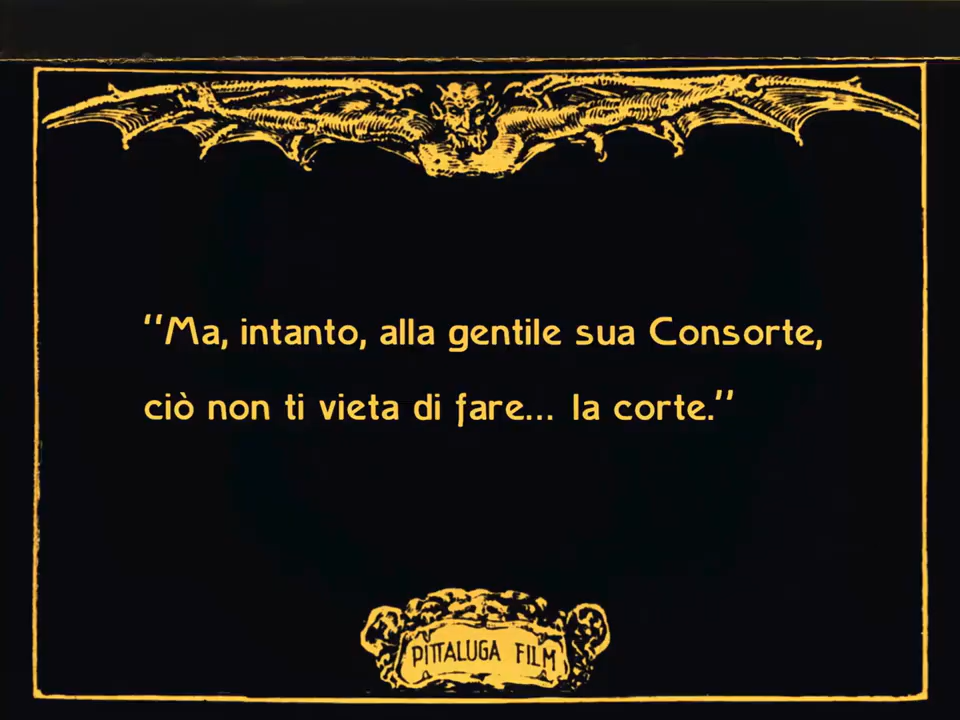 "Ma, intanto, alla gentile sua Consorte,
ciò non ti vieta di fare... la corte."
PITTALUGA FILM